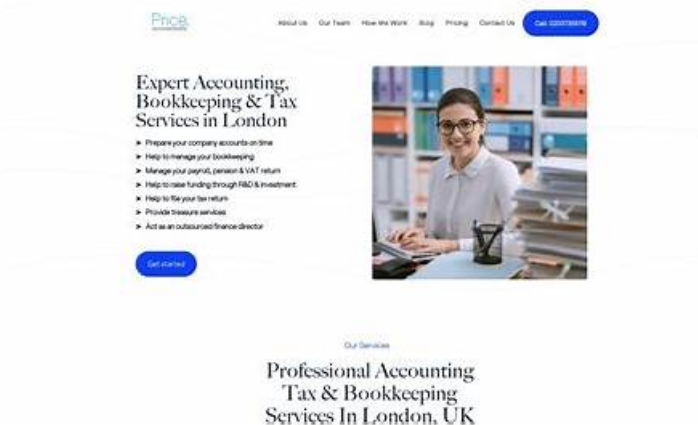 Price.
About Us Our Team How We Work Blog Pricing Contact Us
Expert Accounting,
Bookkeeping & Tax
Services in London
➤ Prepare your company accounts on time
➤ Help to manage your bookkeeping
➤ Manage your payroll, pension & VAT return
➤ Help to raise funding through R&D & investment
➤ Help to file your tax return
➤ Provide treasure services
➤ Act as an outsourced finance director
Get started
Our Services
Professional Accounting
Tax & Bookkeeping
Services In London, UK